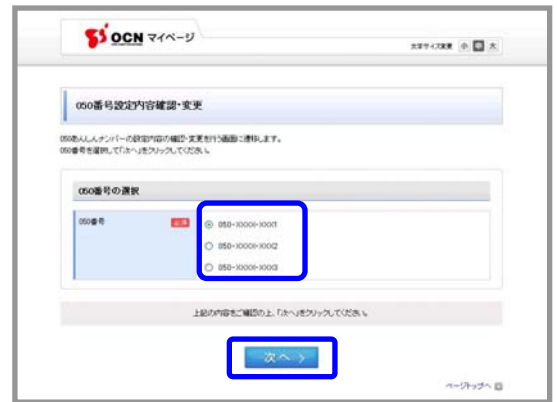 OCN マイページ
文字サイズ変更 小 中 大
050番号設定内容確認・変更
050あんしんナンバーの設定内容の確認・変更を行う画面に遷移します。
050番号を選択して「次へ」をクリックしてください。
050番号の選択
050番号 必須
050-XXXX-XXX1
050-XXXX-XXX2
050-XXXX-XXX3
上記の内容をご確認の上、「次へ」をクリックしてください。
次へ >
ページトップへ